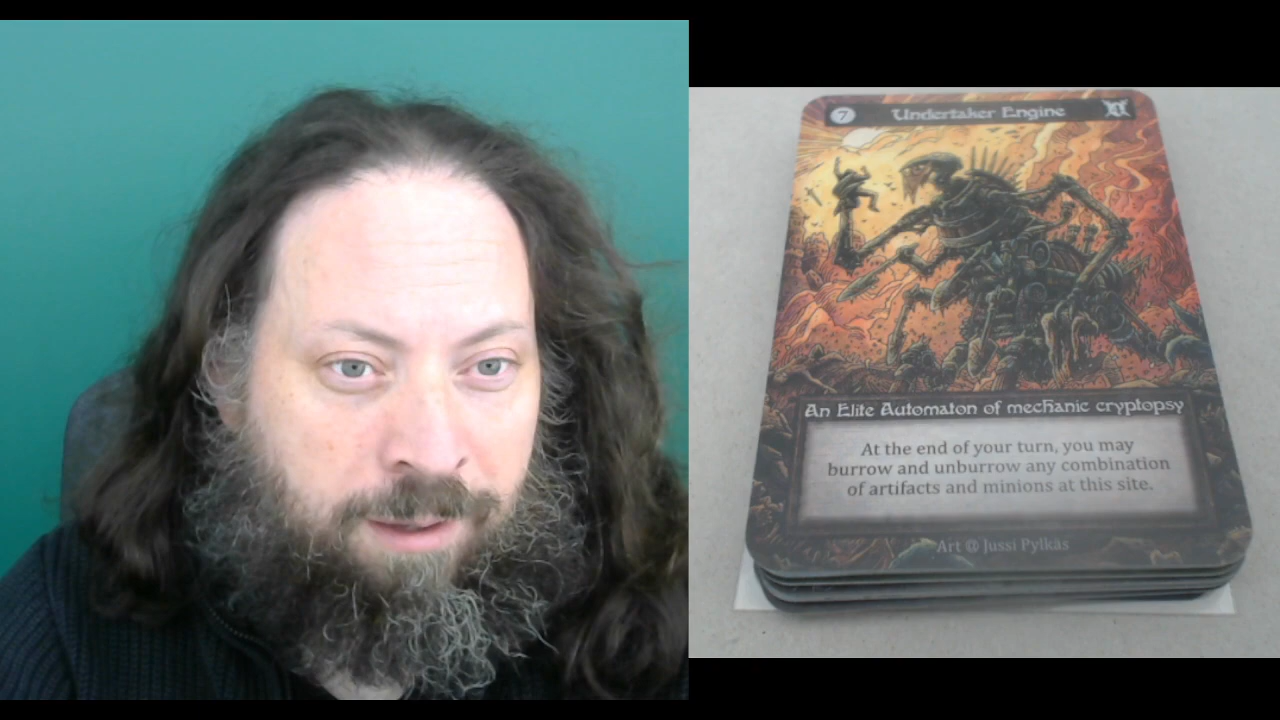 7 Undertaker Engine 4
An Elite Automaton of mechanic cryptopsy
At the end of your turn, you may
burrow and unburrow any combination
of artifacts and minions at this site.
Art @ Jussi Pylkäs